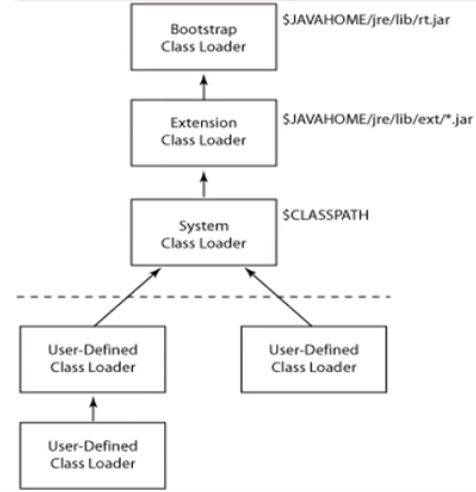 Bootstrap
Class Loader
$JAVAHOME/jre/lib/rt.jar
Extension
Class Loader
$JAVAHOME/jre/lib/ext/*.jar
System
Class Loader
$CLASSPATH
User-Defined
Class Loader
User-Defined
Class Loader
User-Defined
Class Loader